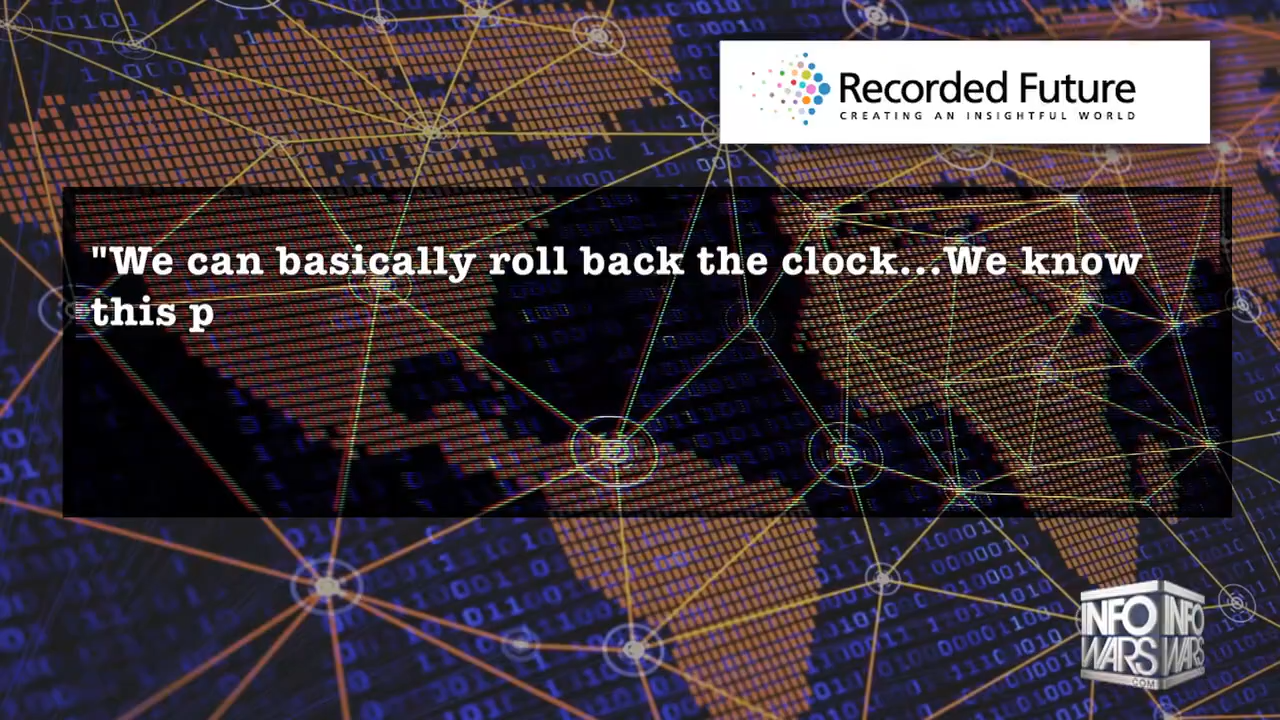 Recorded Future
CREATING AN INSIGHTFUL WORLD
"We can basically roll back the clock...We know
this p
INFO INFO
WARS WARS
.COM